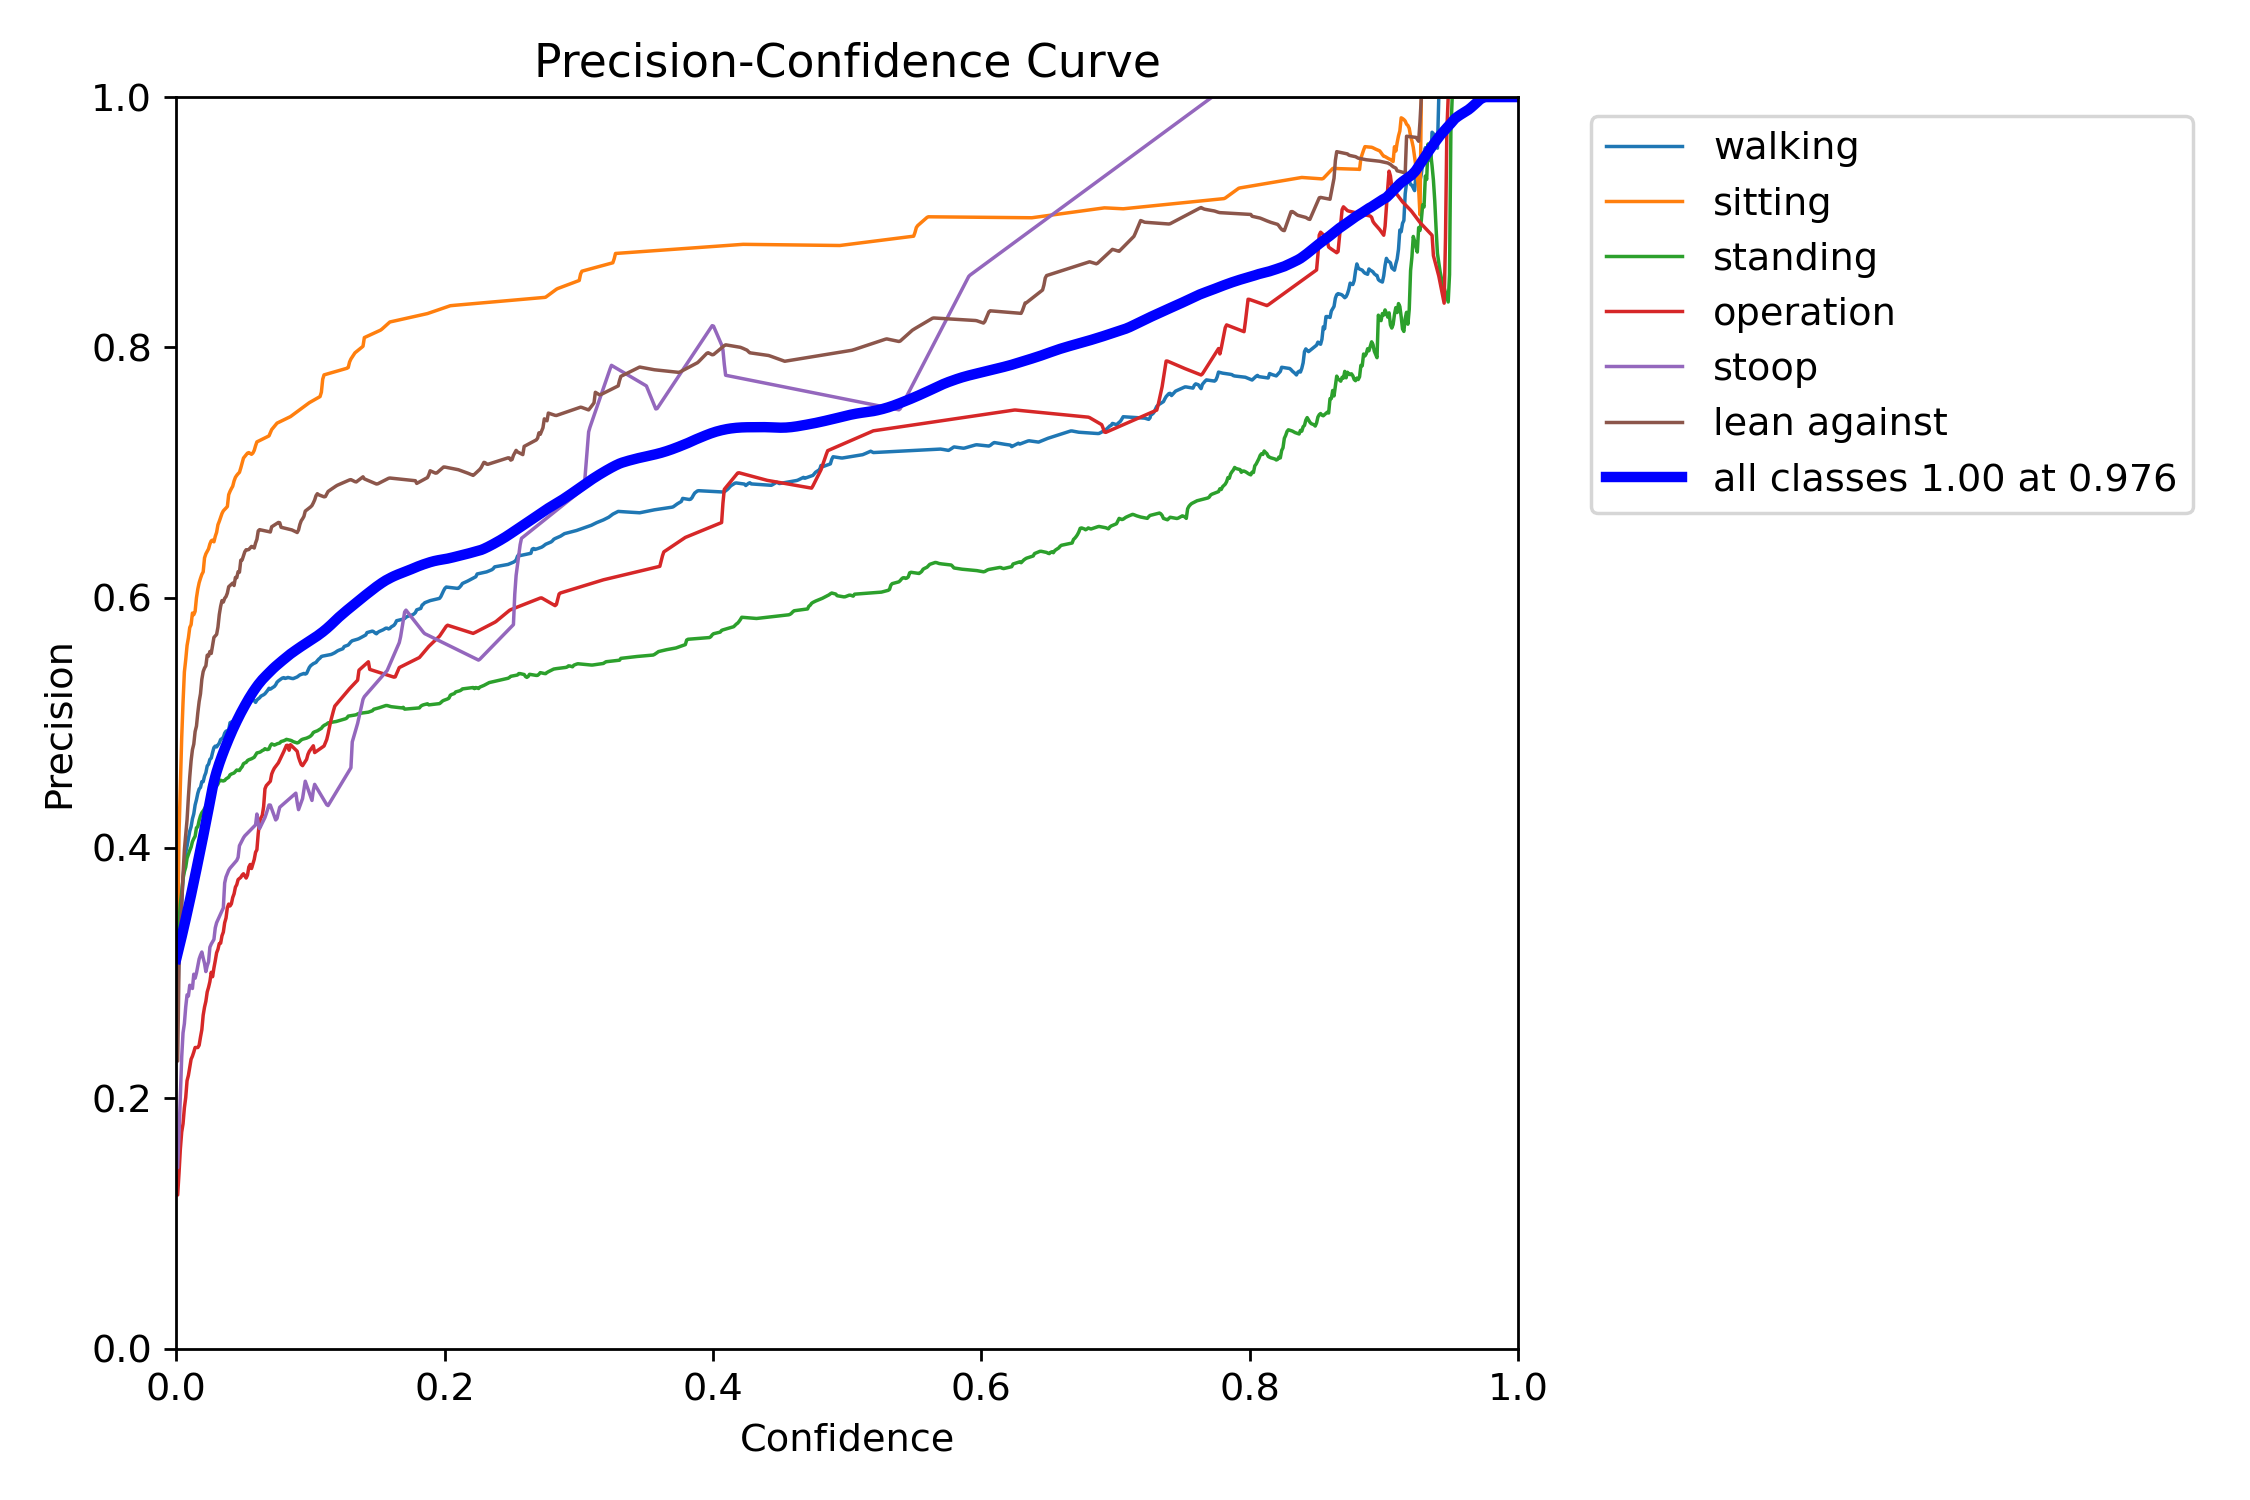 Precision-Confidence Curve
1.0
0.8
0.6
0.4
0.2
0.0
Precision
0.0 0.2 0.4 0.6 0.8 1.0
Confidence
walking
sitting
standing
operation
stoop
lean against
all classes 1.00 at 0.976